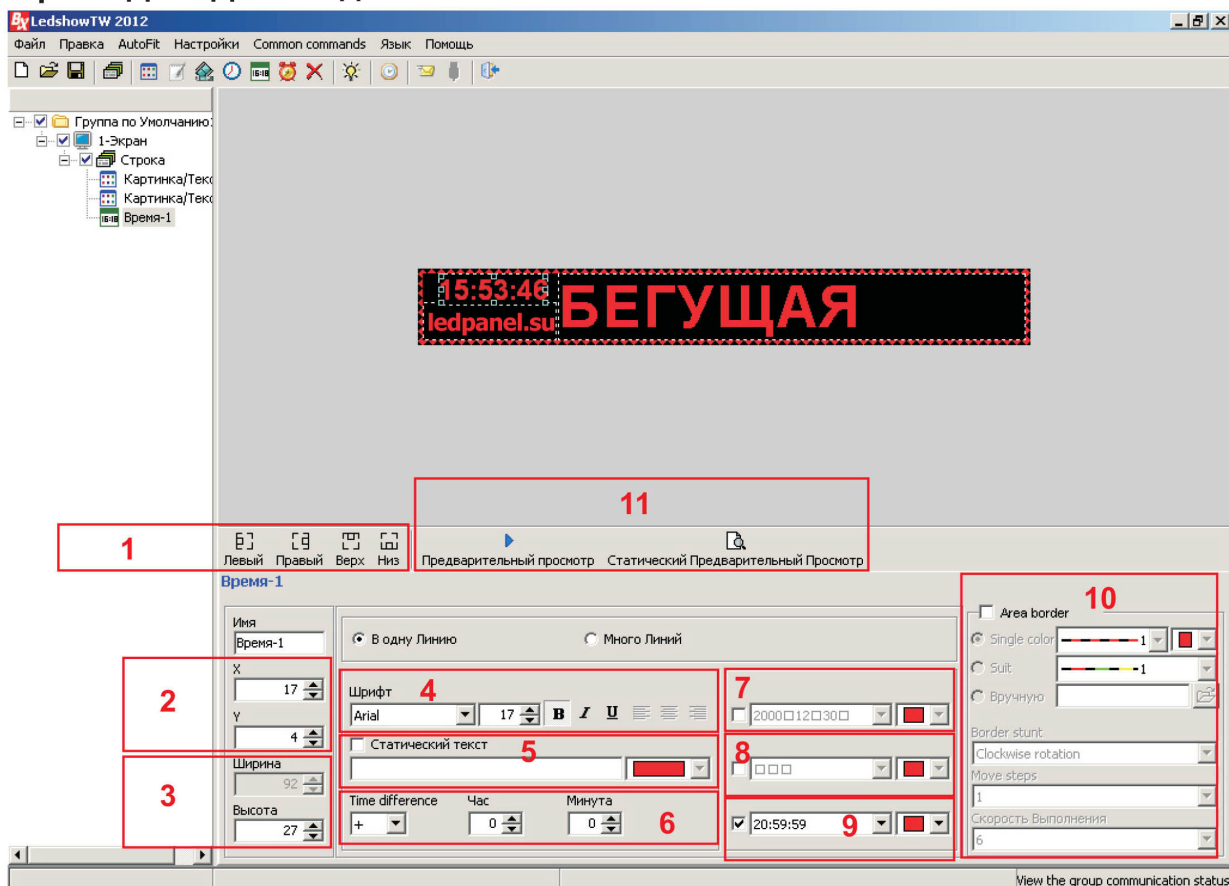 LedshowTW 2012
Файл Правка AutoFit Настройки Common commands Язык Помощь
Группа по Умолчанию
1-Экран
Строка
Картинка/Текс
Картинка/Текс
Время-1
15:53:46
ledpanel.su
БЕГУЩАЯ
1
11
Левый Правый Верх Низ Предварительный просмотр Статический Предварительный Просмотр
Время-1
Имя
Время-1
В одну Линию Много Линий
2
X
17
Y
4
3
Ширина
92
Высота
27
Шрифт 4
Arial 17 B I U
Статический текст 5
Time difference Час Минута
+ 0 0 6
7
2000□12□30□
8
□□□
20:59:59 9
10
Area border
Single color 1
Suit 1
Вручную
Border stunt
Clockwise rotation
Move steps
1
Скорость Выполнения
6
View the group communication status